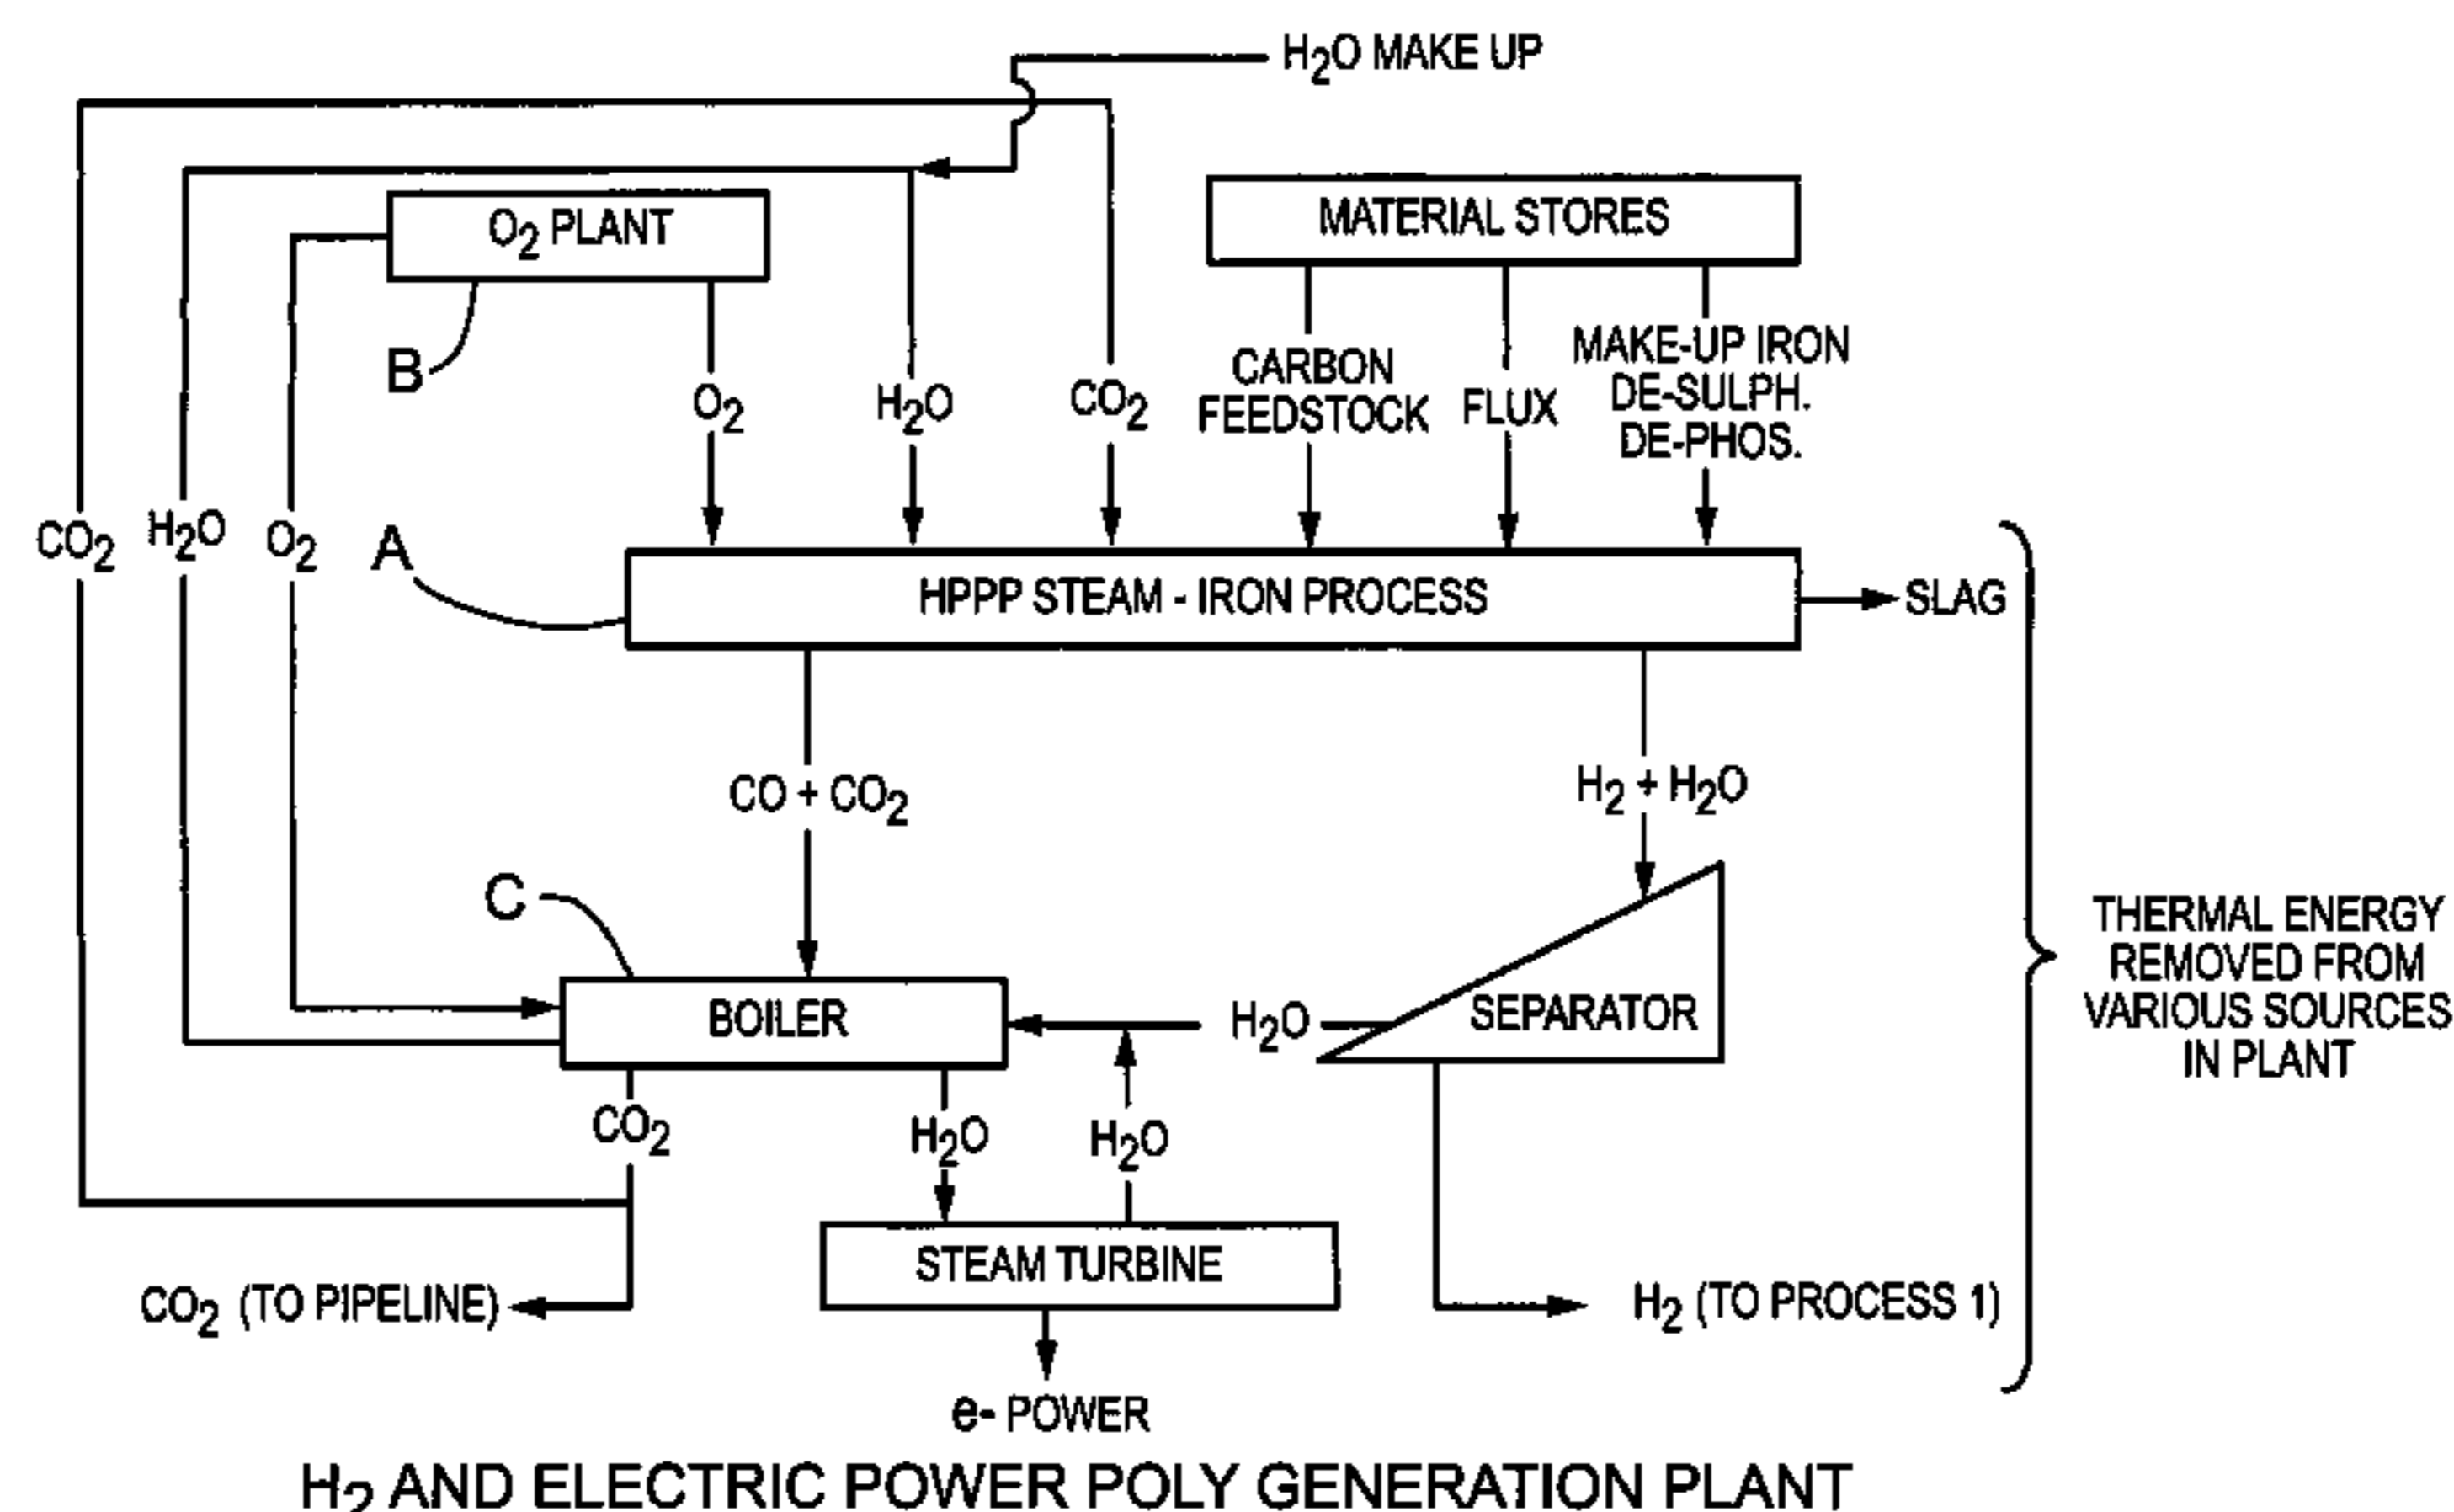 H2O MAKE UP
O2 PLANT
MATERIAL STORES
B
O2
H2O
CO2
CARBON
FEEDSTOCK
FLUX
MAKE-UP IRON
DE-SULPH.
DE-PHOS.
CO2
H2O
O2
A
HPPP STEAM - IRON PROCESS
SLAG
CO + CO2
H2 + H2O
C
BOILER
H2O
SEPARATOR
THERMAL ENERGY
REMOVED FROM
VARIOUS SOURCES
IN PLANT
CO2
H2O
H2O
STEAM TURBINE
CO2 (TO PIPELINE)
H2 (TO PROCESS 1)
e- POWER
H2 AND ELECTRIC POWER POLY GENERATION PLANT